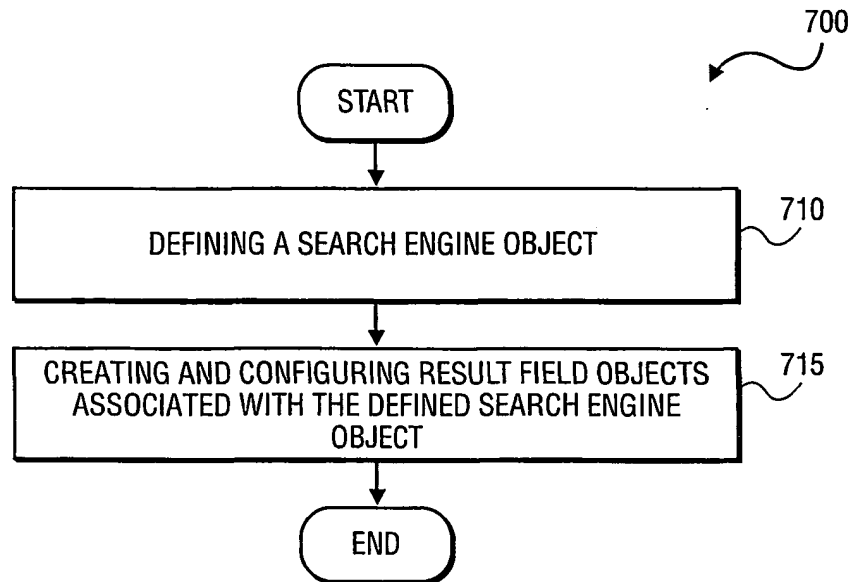 700
START
DEFINING A SEARCH ENGINE OBJECT
710
CREATING AND CONFIGURING RESULT FIELD OBJECTS
ASSOCIATED WITH THE DEFINED SEARCH ENGINE
OBJECT
715
END